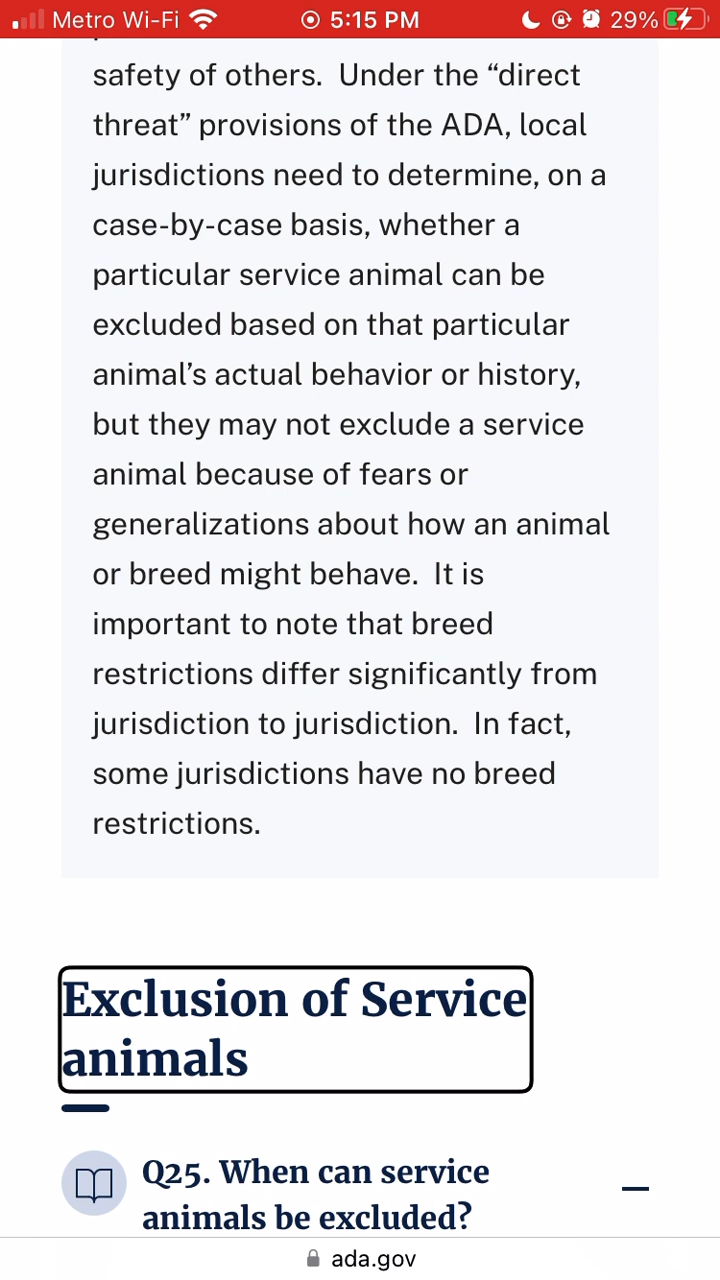 Metro Wi-Fi 5:15 PM 29%
safety of others.  Under the “direct
threat” provisions of the ADA, local
jurisdictions need to determine, on a
case-by-case basis, whether a
particular service animal can be
excluded based on that particular
animal’s actual behavior or history,
but they may not exclude a service
animal because of fears or
generalizations about how an animal
or breed might behave.  It is
important to note that breed
restrictions differ significantly from
jurisdiction to jurisdiction.  In fact,
some jurisdictions have no breed
restrictions.
Exclusion of Service
animals
Q25. When can service
animals be excluded?
ada.gov